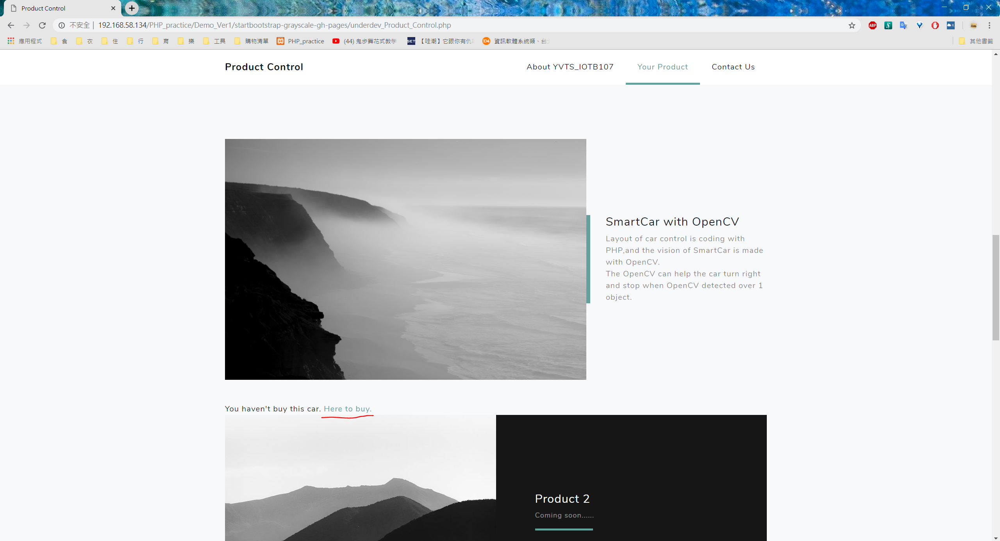 Product Control
不安全 192.168.58.134/PHP_practice/Demo_Ver1/startbootstrap-grayscale-gh-pages/underdev_Product_Control.php
ABP
IL
應用程式 食 衣 住 行 育 樂 工具 購物清單 PHP_practice (44) 鬼步舞花式教学 SET 【哇潮】它跟你有仇 104 資訊軟體系統類、台 其他書籤
Product Control About YVTS_IOTB107 Your Product Contact Us
SmartCar with OpenCV
Layout of car control is coding with
PHP,and the vision of SmartCar is made
with OpenCV.
The OpenCV can help the car turn right
and stop when OpenCV detected over 1
object.
You haven't buy this car. Here to buy.
Product 2
Coming soon......